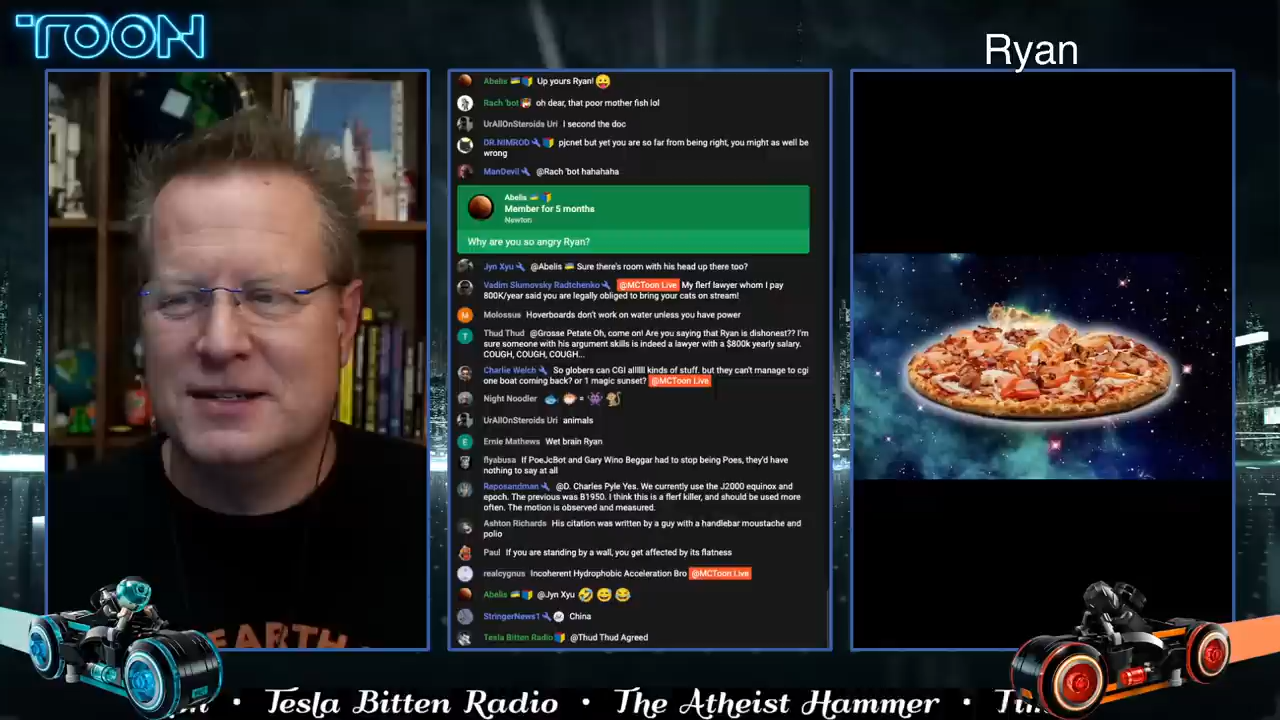 TOON
Ryan
Abelis Up yours Ryan!
Rach 'bot oh dear, that poor mother fish lol
UrAllOnSteroids Uri I second the doc
DR.NIMROD pjcnet but yet you are so far from being right, you might as well be
wrong
ManDevil @Rach 'bot hahahaha
Abelis
Member for 5 months
Newton
Why are you so angry Ryan?
Jyn Xyu @Abelis Sure there's room with his head up there too?
Vadim Slumovsky Radtchenko @MCToon Live My flerf lawyer whom I pay
800K/year said you are legally obliged to bring your cats on stream!
Molossus Hoverboards don't work on water unless you have power
Thud Thud @Grosse Petate Oh, come on! Are you saying that Ryan is dishonest?? I'm
sure someone with his argument skills is indeed a lawyer with a $800k yearly salary.
COUGH, COUGH, COUGH...
Charlie Welch So globers can CGI allllll kinds of stuff. but they can't manage to cgi
one boat coming back? or 1 magic sunset? @MCToon Live
Night Noodler =
UrAllOnSteroids Uri animals
Ernie Mathews Wet brain Ryan
flyabusa If PoeJcBot and Gary Wino Beggar had to stop being Poes, they'd have
nothing to say at all
Raposandman @D. Charles Pyle Yes. We currently use the J2000 equinox and
epoch. The previous was B1950. I think this is a flerf killer, and should be used more
often. The motion is observed and measured.
Ashton Richards His citation was written by a guy with a handlebar moustache and
polio
Paul If you are standing by a wall, you get affected by its flatness
realcygnus Incoherent Hydrophobic Acceleration Bro @MCToon Live
Abelis @Jyn Xyu
StringerNews1 China
Tesla Bitten Radio @Thud Thud Agreed
EARTH
• Tesla Bitten Radio • The Atheist Hammer •